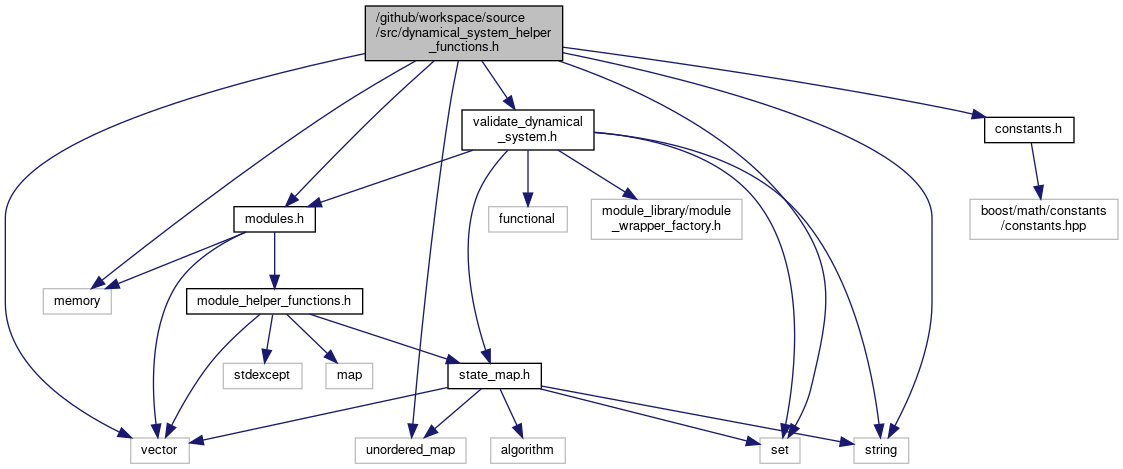 /github/workspace/source
/src/dynamical_system_helper
_functions.h
validate_dynamical
_system.h
constants.h
modules.h
functional
module_library/module
_wrapper_factory.h
boost/math/constants
/constants.hpp
memory
module_helper_functions.h
stdexcept
map
state_map.h
vector
unordered_map
algorithm
set
string